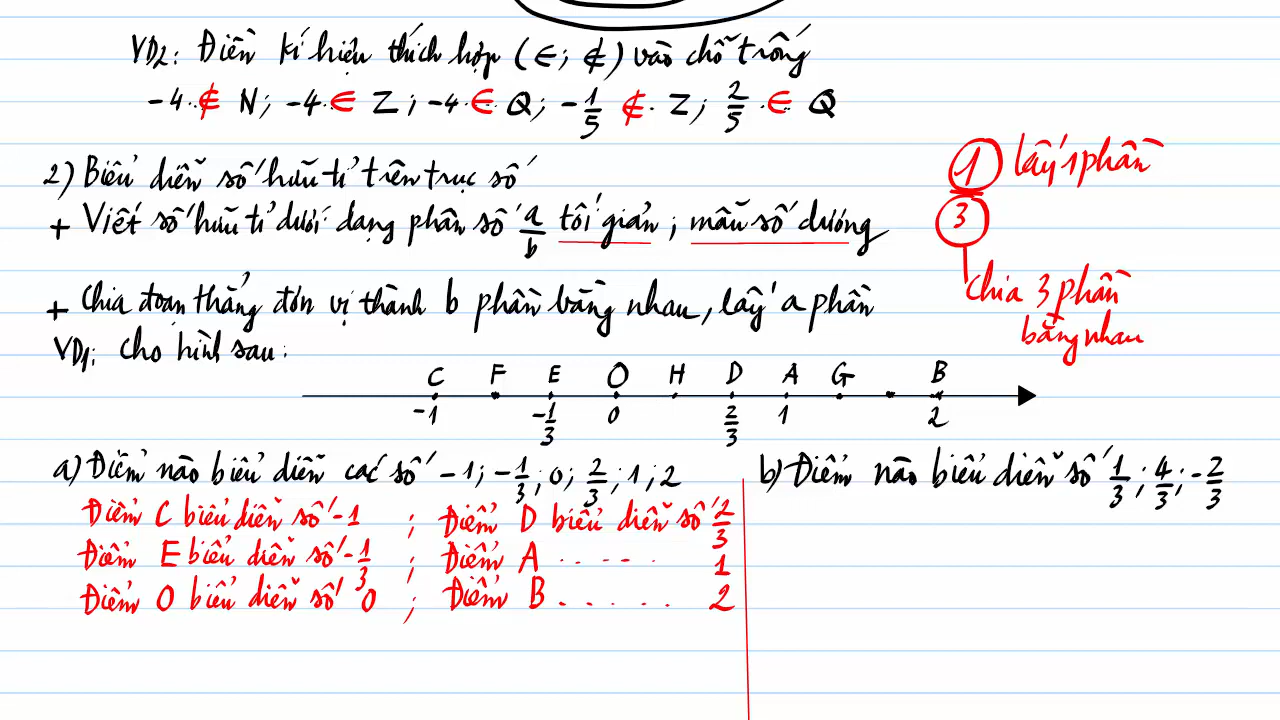 VD2: Điền kí hiệu thích hợp (∈; ∉) vào chỗ trống
-4 ∉ N; -4 ∈ Z; -4 ∈ Q; -1/5 ∉ Z; 2/5 ∈ Q
2) Biểu diễn số hữu tỉ trên trục số
+ Viết số hữu tỉ dưới dạng phân số a/b tối giản; mẫu số dương
+ Chia đoạn thẳng đơn vị thành b phần bằng nhau, lấy a phần
1 lấy 1 phần
3
chia 3 phần
bằng nhau
VD1: Cho hình sau:
C F E O H D A G B
-1 -1/3 0 2/3 1 2
a) Điểm nào biểu diễn các số -1; -1/3; 0; 2/3; 1; 2
Điểm C biểu diễn số -1 ; Điểm D biểu diễn số 2/3
Điểm E biểu diễn số -1/3 ; Điểm A ..... 1
Điểm O biểu diễn số 0 ; Điểm B ...... 2
b) Điểm nào biểu diễn số 1/3; 4/3; -2/3